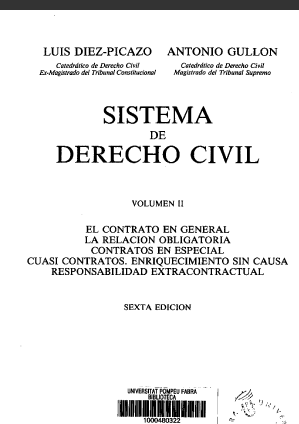 LUIS DIEZ-PICAZO ANTONIO GULLON
Catedrático de Derecho Civil Catedrático de Derecho Civil
Ex-Magistrado del Tribunal Constitucional Magistrado del Tribunal Supremo
SISTEMA
DE
DERECHO CIVIL
VOLUMEN II
EL CONTRATO EN GENERAL
LA RELACION OBLIGATORIA
CONTRATOS EN ESPECIAL
CUASI CONTRATOS. ENRIQUECIMIENTO SIN CAUSA
RESPONSABILIDAD EXTRACONTRACTUAL
SEXTA EDICION
UNIVERSITAT POMPEU FABRA
BIBLIOTECA
1000480322